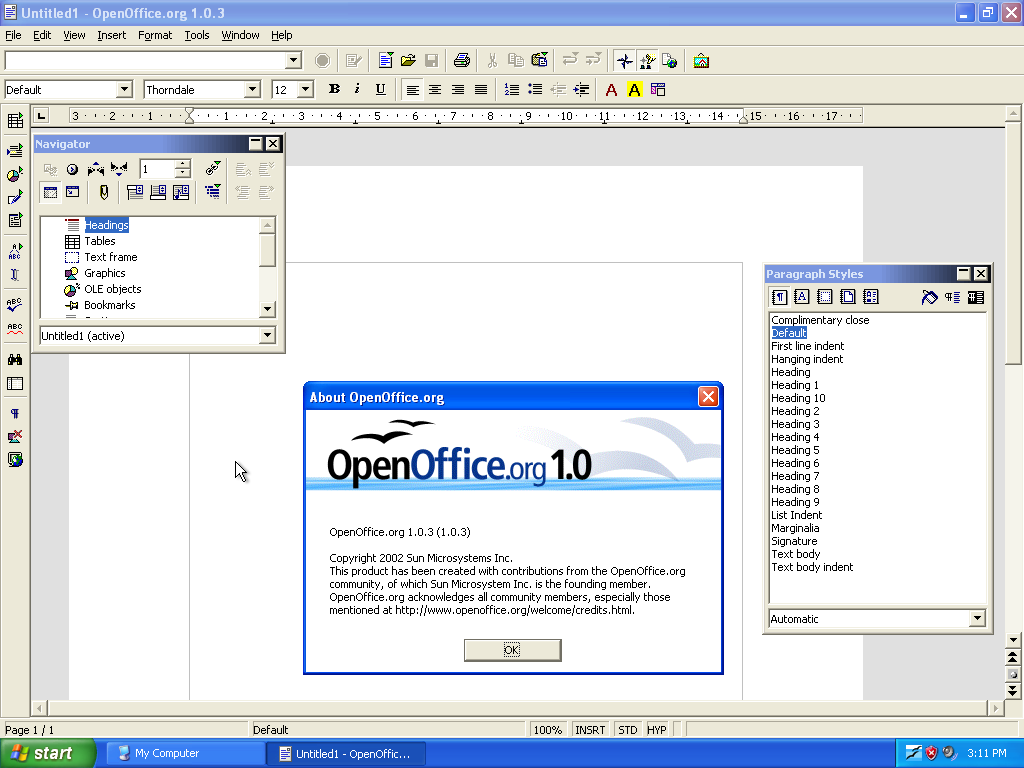 Untitled1 - OpenOffice.org 1.0.3
File Edit View Insert Format Tools Window Help
Default Thorndale 12 B i U A A
3 2 1 1 2 3 4 5 6 7 8 9 10 11 12 13 14 15 16 17
Navigator
1
Headings
Tables
Text frame
Graphics
OLE objects
Bookmarks
Untitled1 (active)
Paragraph Styles
Complimentary close
Default
First line indent
Hanging indent
Heading
Heading 1
Heading 10
Heading 2
Heading 3
Heading 4
Heading 5
Heading 6
Heading 7
Heading 8
Heading 9
List Indent
Marginalia
Signature
Text body
Text body indent
Automatic
About OpenOffice.org
OpenOffice.org 1.0
OpenOffice.org 1.0.3 (1.0.3)
Copyright 2002 Sun Microsystems Inc.
This product has been created with contributions from the OpenOffice.org
community, of which Sun Microsystem Inc. is the founding member.
OpenOffice.org acknowledges all community members, especially those
mentioned at http://www.openoffice.org/welcome/credits.html.
OK
ABC
ABC
Page 1 / 1 Default 100% INSRT STD HYP
start My Computer Untitled1 - OpenOffic... 3:11 PM